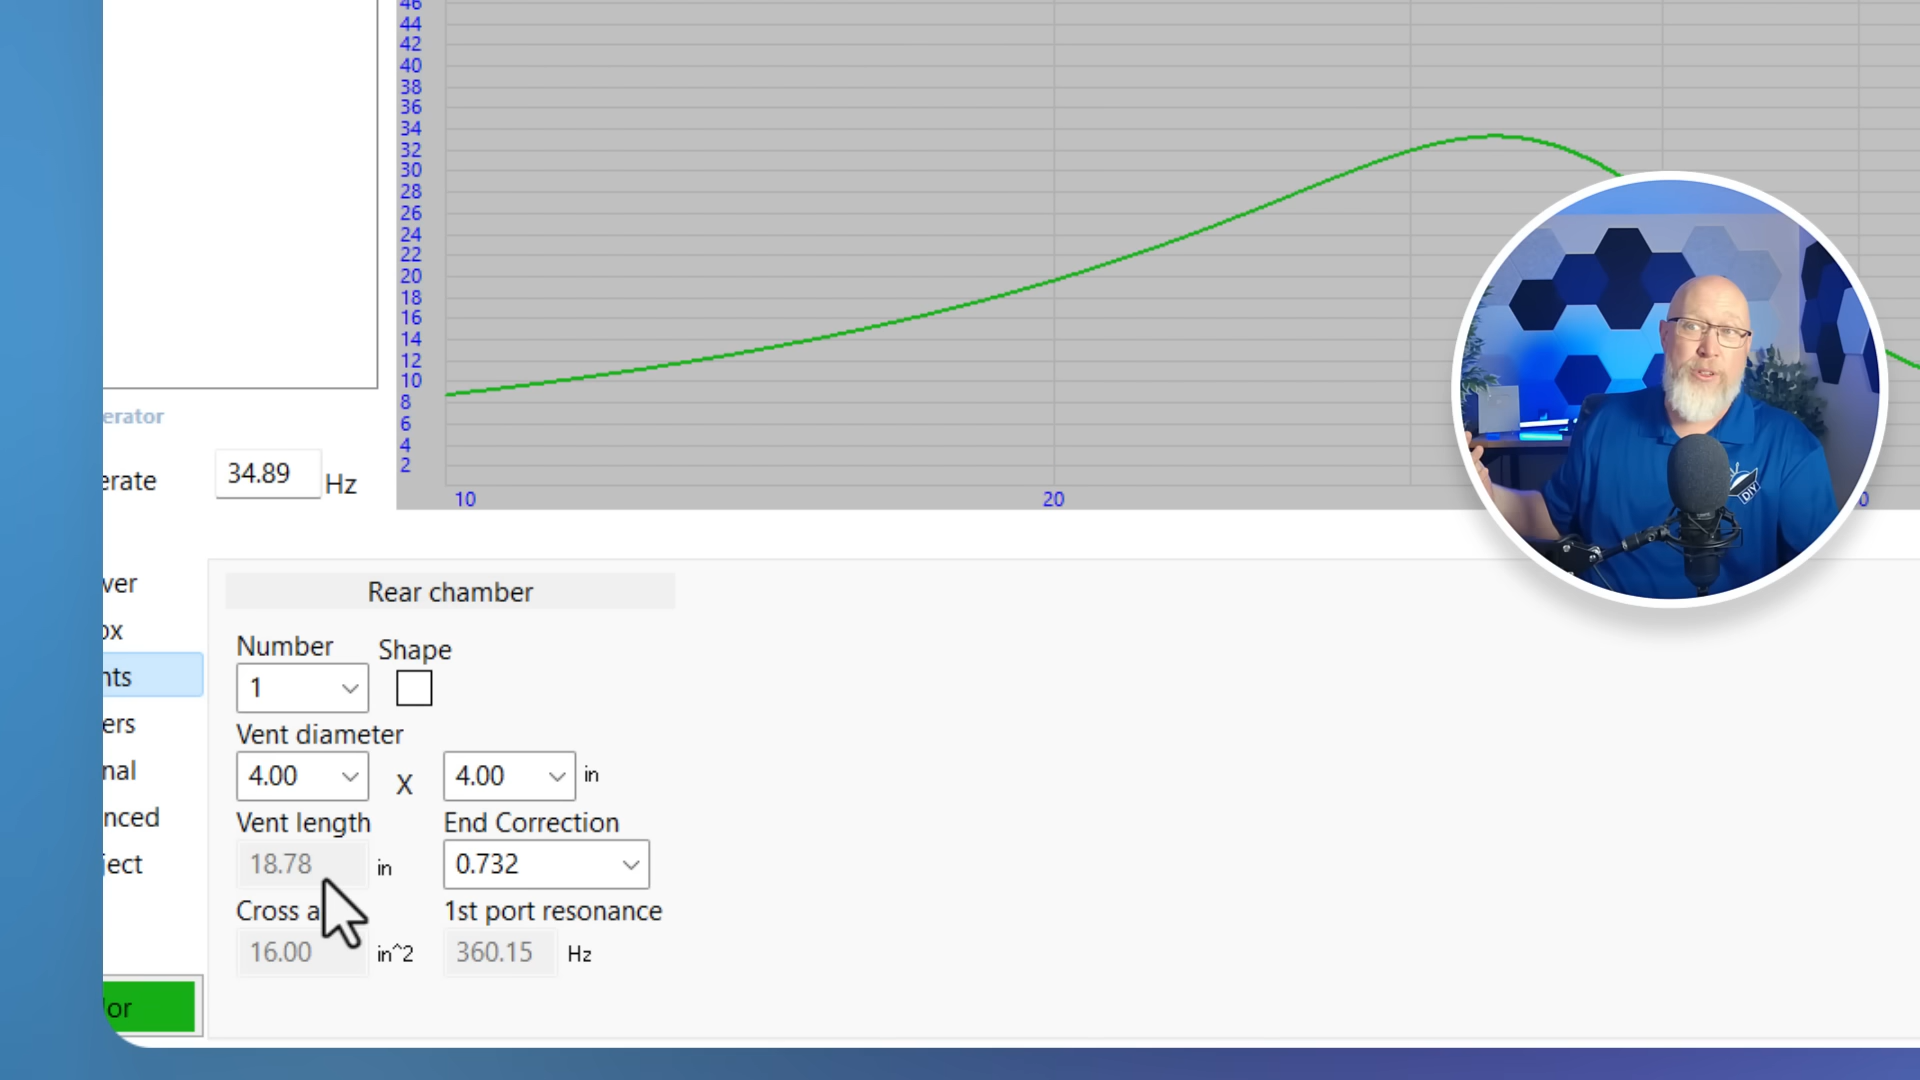 46
44
42
40
38
36
34
32
30
28
26
24
22
20
18
16
14
12
10
8
6
4
2
10 20 0
erator
erate 34.89 Hz
ver
ox
nts
ers
nal
nced
ject
or
Rear chamber
Number Shape
1
Vent diameter
4.00 X 4.00 in
Vent length End Correction
18.78 in 0.732
Cross a 1st port resonance
16.00 in^2 360.15 Hz
DIY